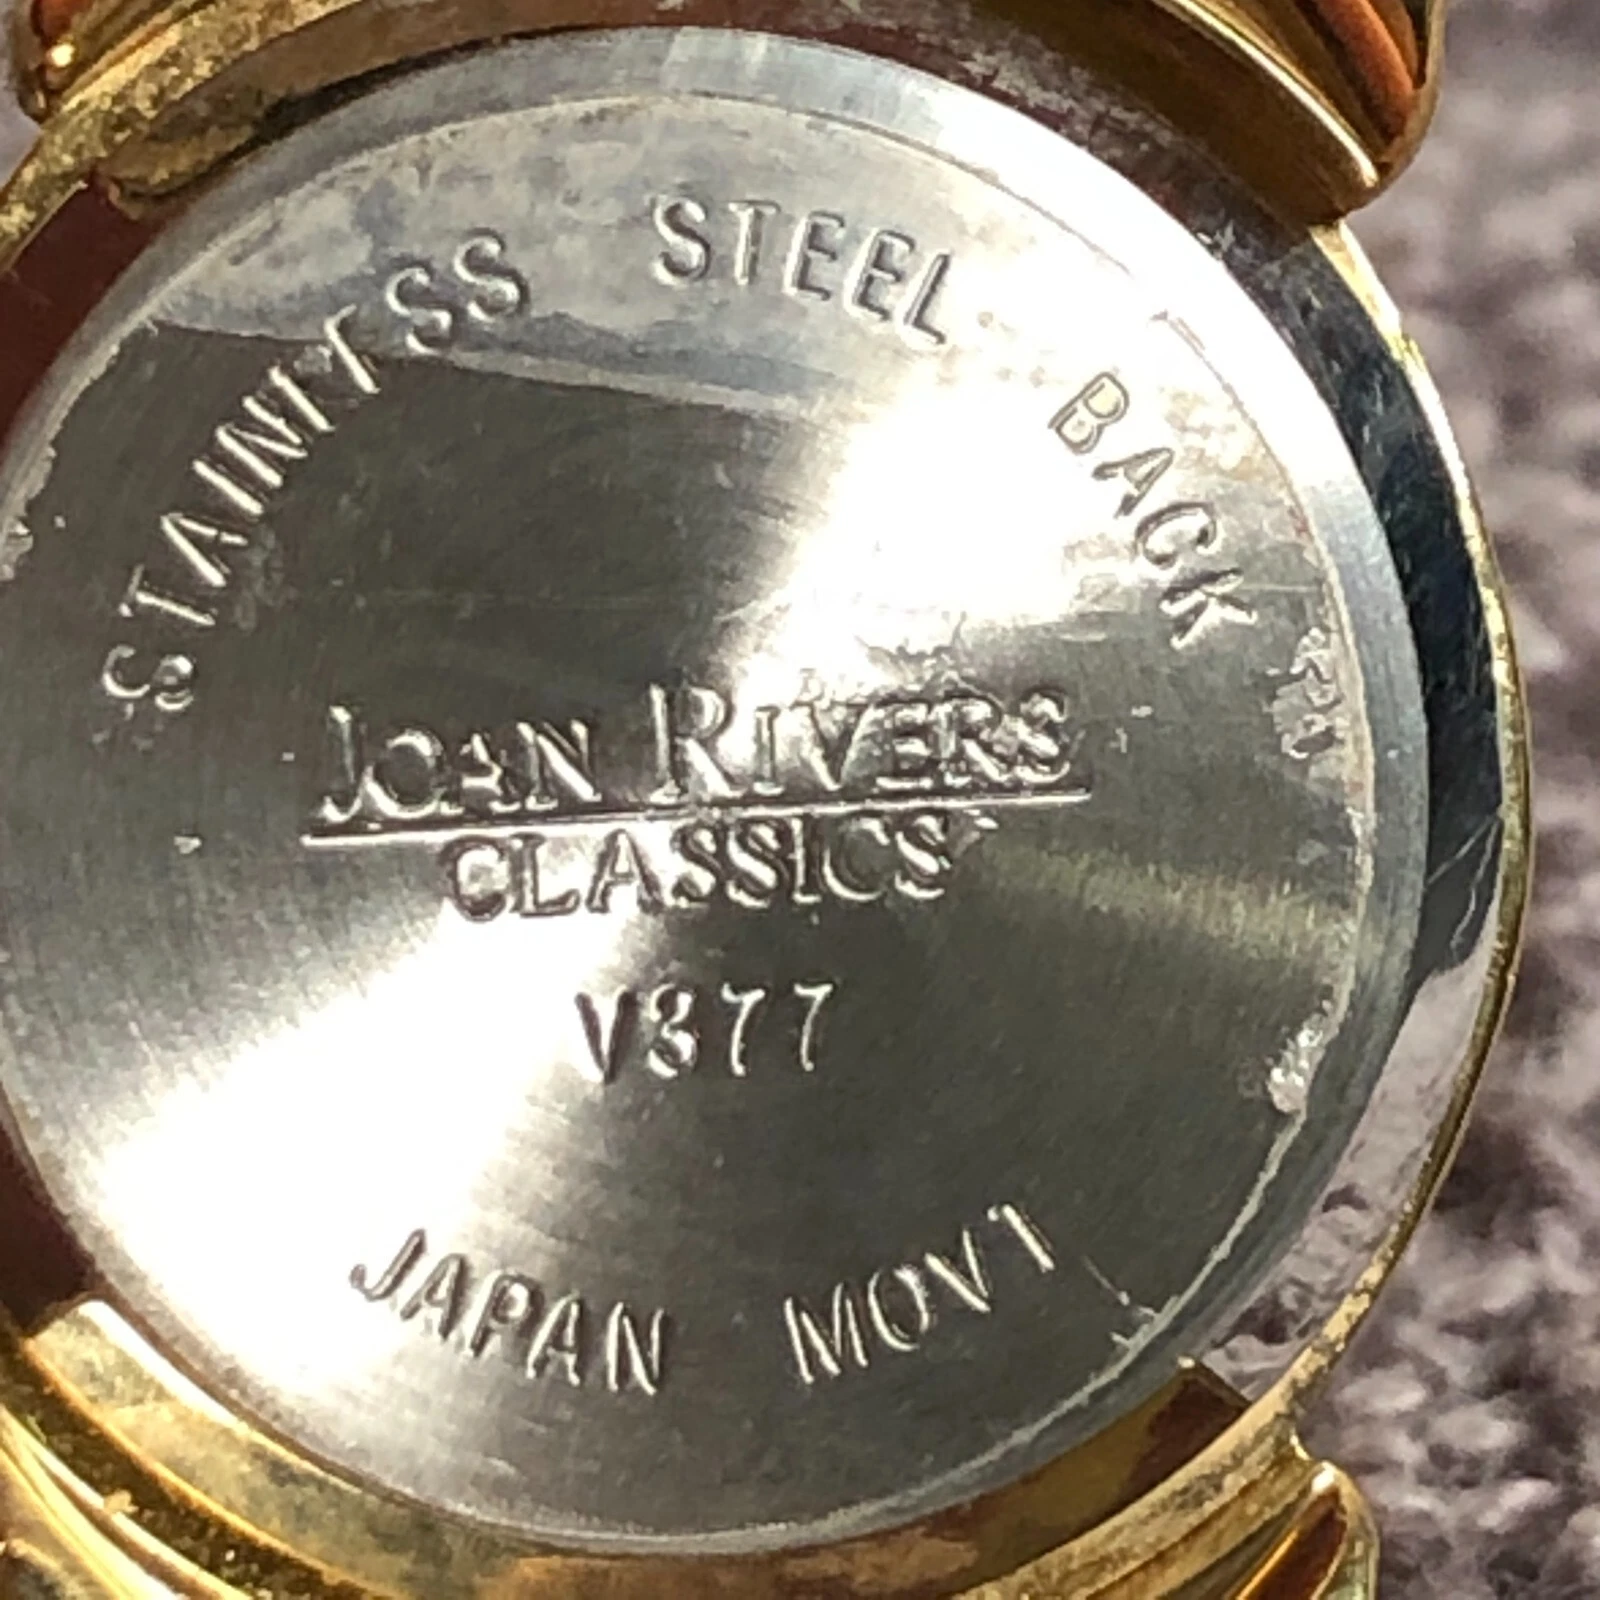 STAINLESS STEEL BACK
JOAN RIVERS
CLASSICS
V377
JAPAN MOVT